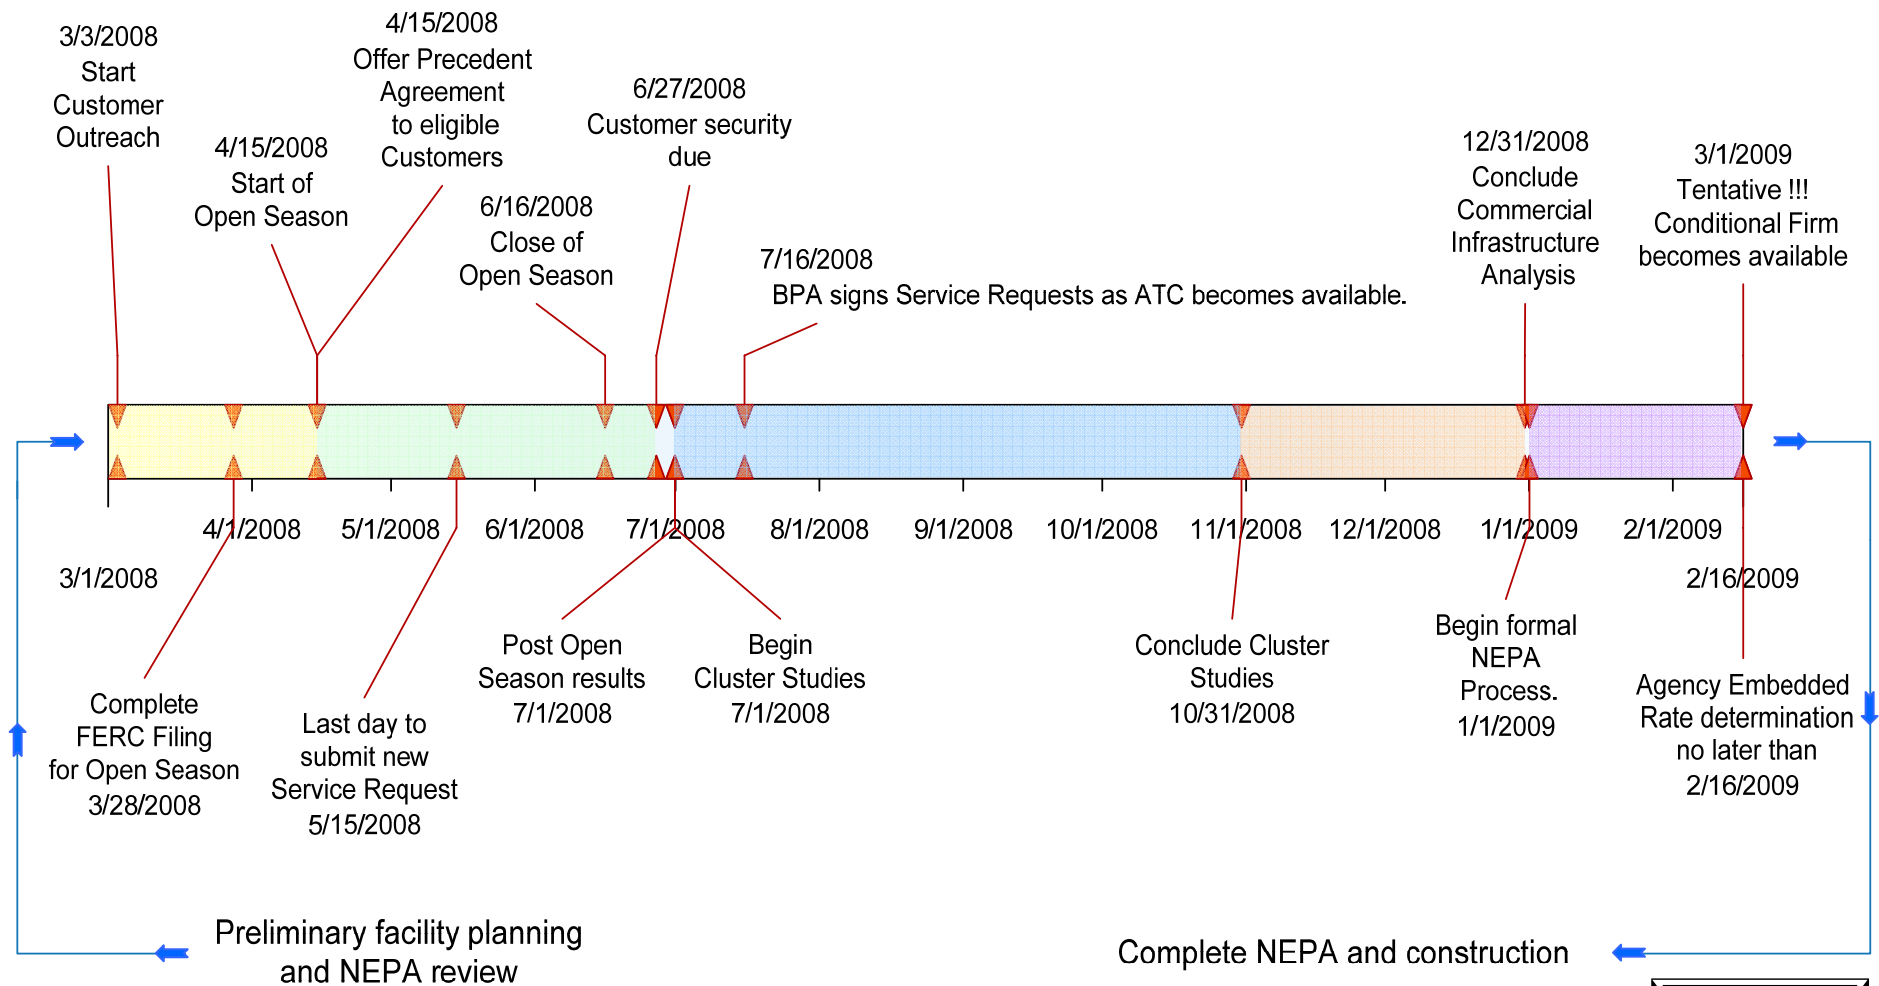 3/3/2008
Start
Customer
Outreach
4/15/2008
Start of
Open Season
4/15/2008
Offer Precedent
Agreement
to eligible
Customers
6/16/2008
Close of
Open Season
6/27/2008
Customer security
due
7/16/2008
BPA signs Service Requests as ATC becomes available.
12/31/2008
Conclude
Commercial
Infrastructure
Analysis
3/1/2009
Tentative !!!
Conditional Firm
becomes available
4/1/2008
5/1/2008
6/1/2008
7/1/2008
8/1/2008
9/1/2008
10/1/2008
11/1/2008
12/1/2008
1/1/2009
2/1/2009
3/1/2008
2/16/2009
Complete
FERC Filing
for Open Season
3/28/2008
Last day to
submit new
Service Request
5/15/2008
Post Open
Season results
7/1/2008
Begin
Cluster Studies
7/1/2008
Conclude Cluster
Studies
10/31/2008
Begin formal
NEPA
Process.
1/1/2009
Agency Embedded
Rate determination
no later than
2/16/2009
Preliminary facility planning
and NEPA review
Complete NEPA and construction